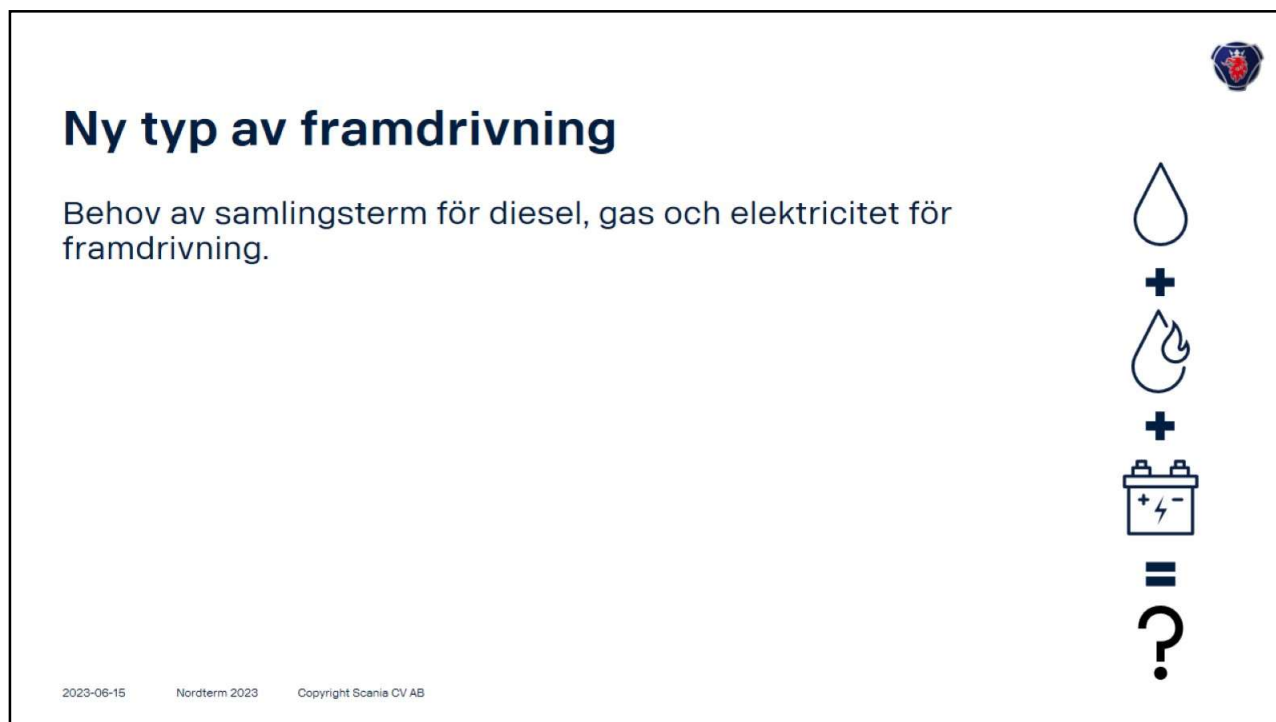 Ny typ av framdrivning
Behov av samlingsterm för diesel, gas och elektricitet för
framdrivning.
+
+
+ -
=
?
2023-06-15 Nordterm 2023 Copyright Scania CV AB